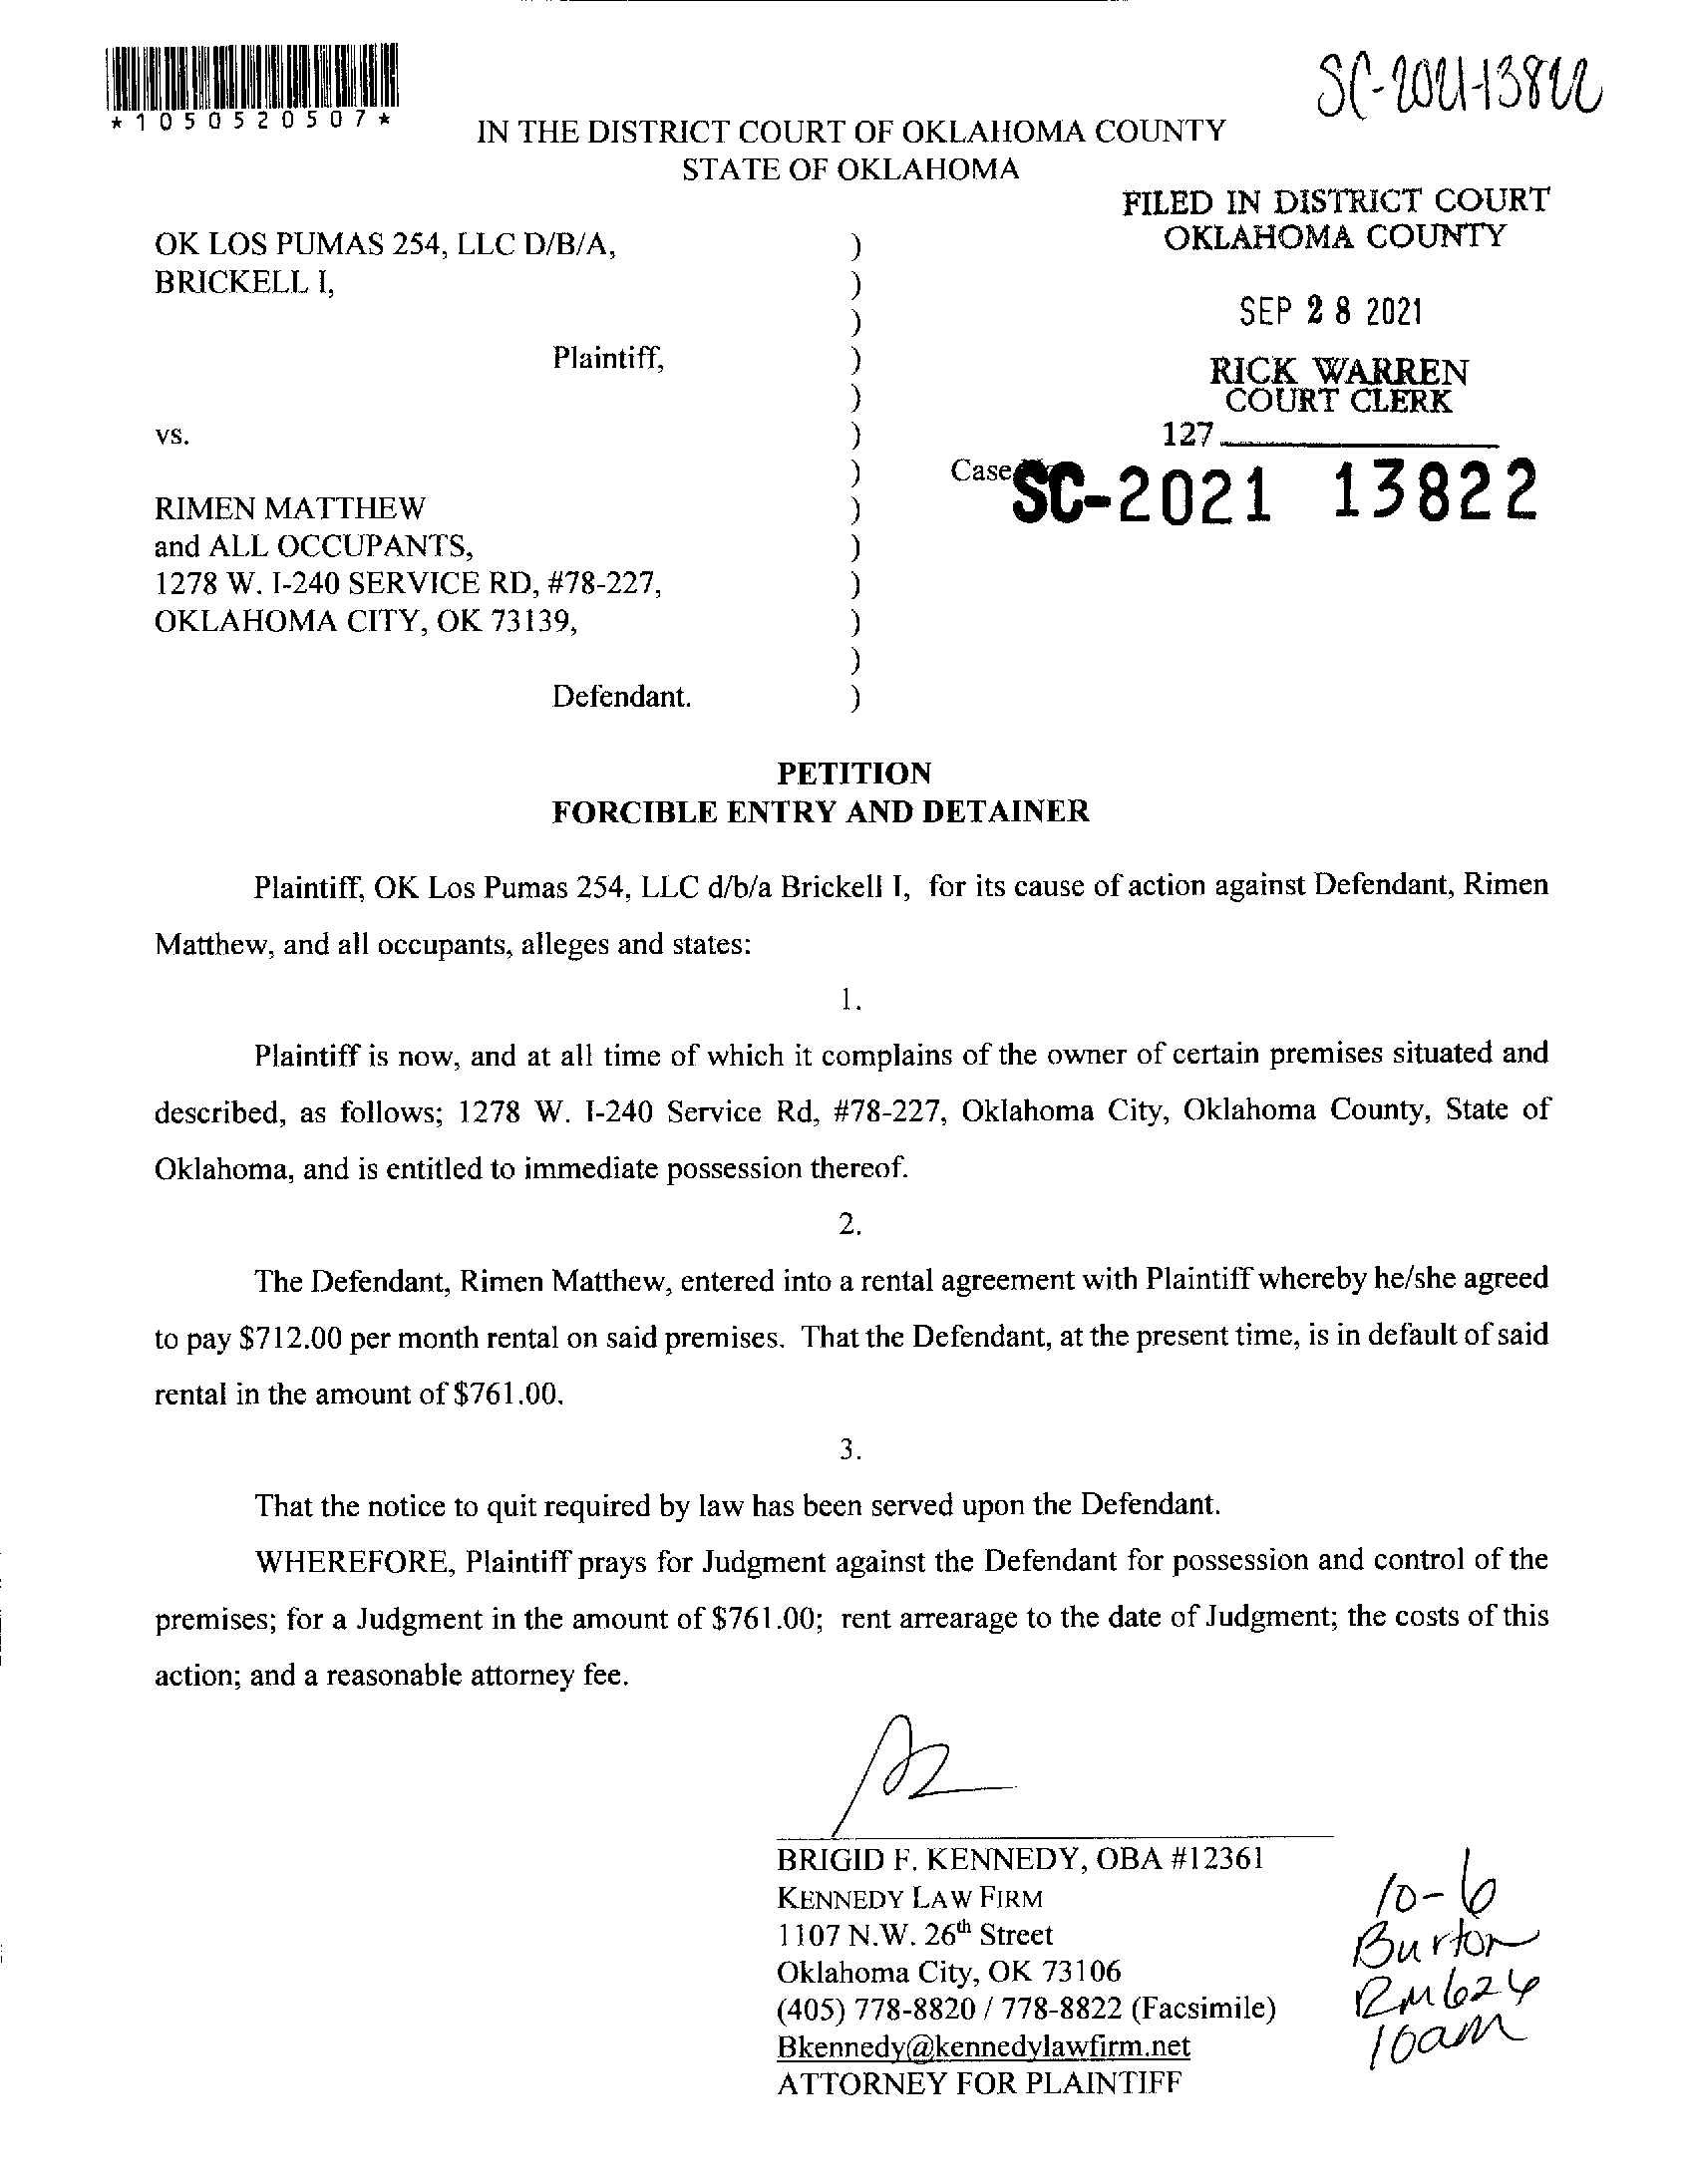 *1050520507*
SC-2021-13822
IN THE DISTRICT COURT OF OKLAHOMA COUNTY
STATE OF OKLAHOMA
FILED IN DISTRICT COURT
OKLAHOMA COUNTY
SEP 28 2021
RICK WARREN
COURT CLERK
127
OK LOS PUMAS 254, LLC D/B/A, )
BRICKELL I, )
)
Plaintiff, )
)
vs. )
) Case SC-2021 13822
RIMEN MATTHEW )
and ALL OCCUPANTS, )
1278 W. I-240 SERVICE RD, #78-227, )
OKLAHOMA CITY, OK 73139, )
)
Defendant. )
PETITION
FORCIBLE ENTRY AND DETAINER
Plaintiff, OK Los Pumas 254, LLC d/b/a Brickell I, for its cause of action against Defendant, Rimen
Matthew, and all occupants, alleges and states:
1.
Plaintiff is now, and at all time of which it complains of the owner of certain premises situated and
described, as follows; 1278 W. I-240 Service Rd, #78-227, Oklahoma City, Oklahoma County, State of
Oklahoma, and is entitled to immediate possession thereof.
2.
The Defendant, Rimen Matthew, entered into a rental agreement with Plaintiff whereby he/she agreed
to pay $712.00 per month rental on said premises. That the Defendant, at the present time, is in default of said
rental in the amount of $761.00.
3.
That the notice to quit required by law has been served upon the Defendant.
WHEREFORE, Plaintiff prays for Judgment against the Defendant for possession and control of the
premises; for a Judgment in the amount of $761.00; rent arrearage to the date of Judgment; the costs of this
action; and a reasonable attorney fee.
BRIGID F. KENNEDY, OBA #12361
KENNEDY LAW FIRM
1107 N.W. 26th Street
Oklahoma City, OK 73106
(405) 778-8820 / 778-8822 (Facsimile)
Bkennedy@kennedylawfirm.net
ATTORNEY FOR PLAINTIFF
10-6
Burton
RM624
10am